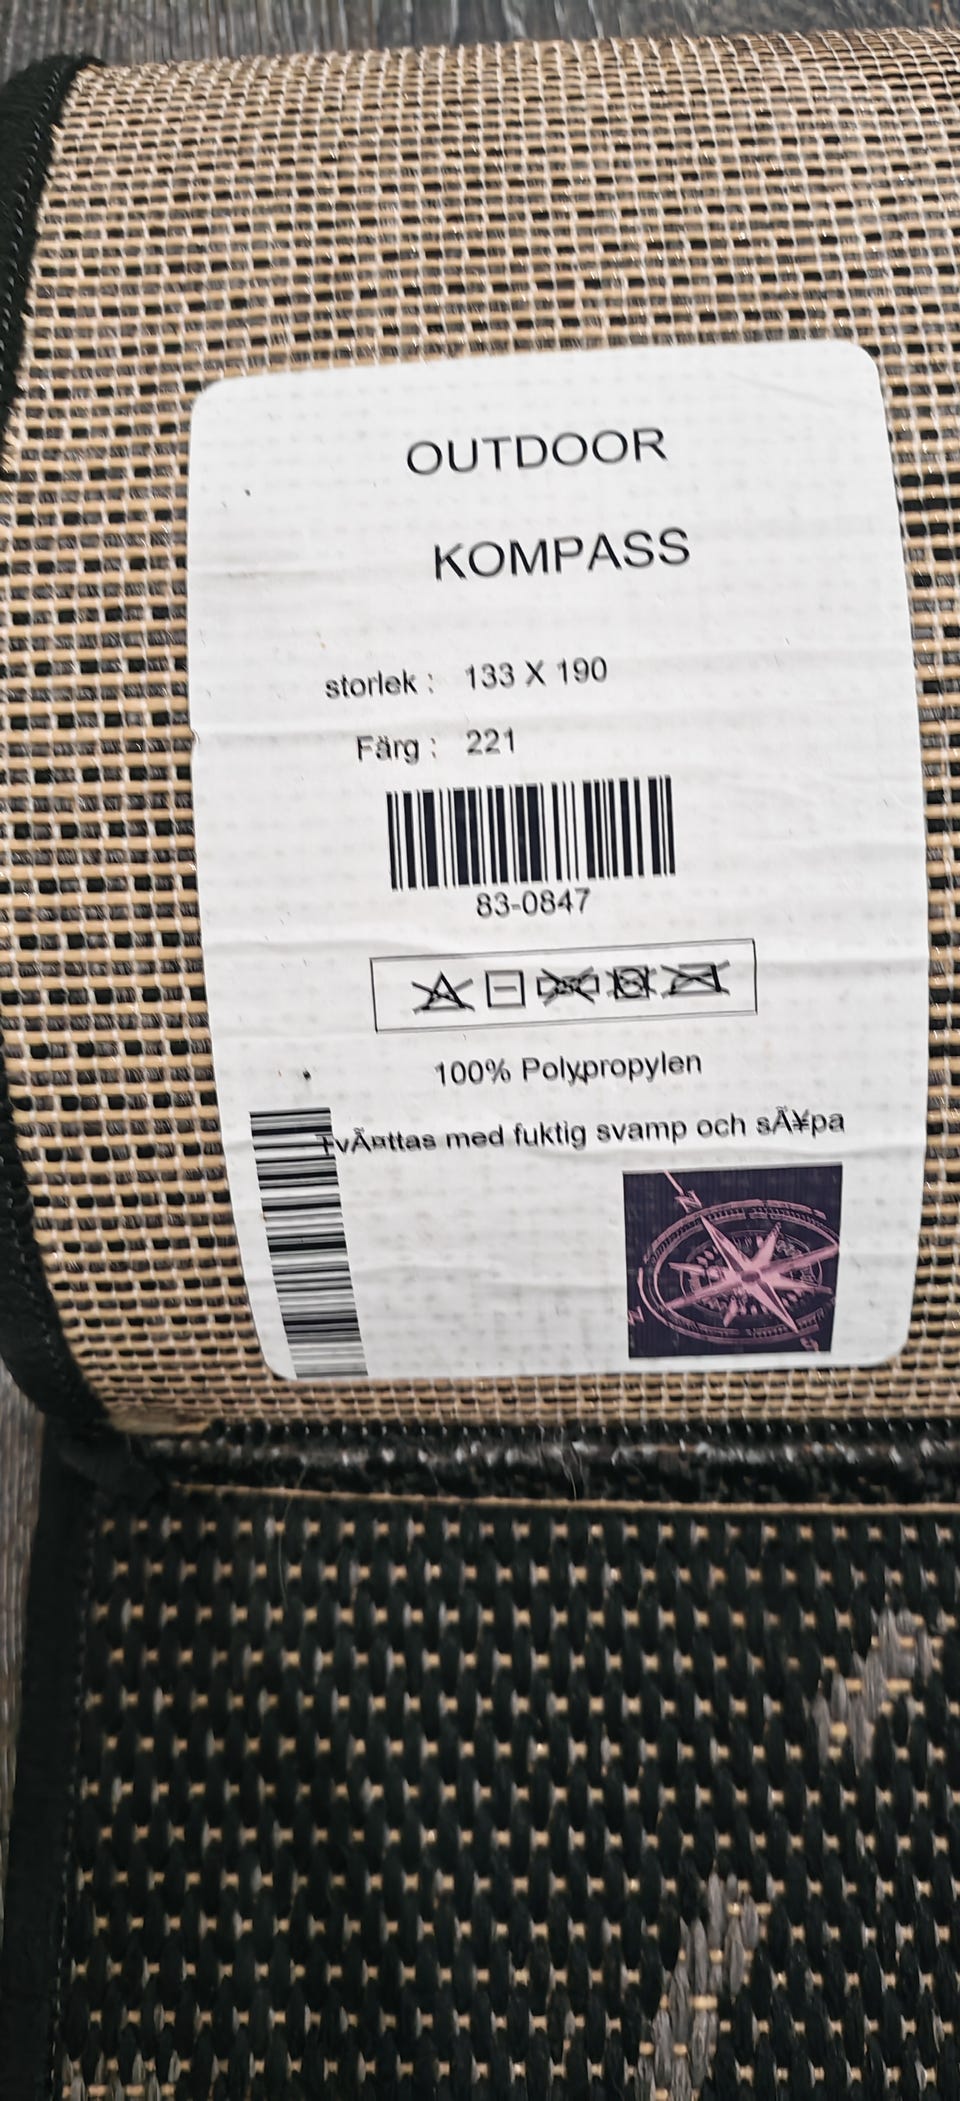 OUTDOOR
KOMPASS
storlek : 133 X 190
Färg : 221
83-0847
100% Polypropylen
TvÃ¤ttas med fuktig svamp och sÃ¥pa
N